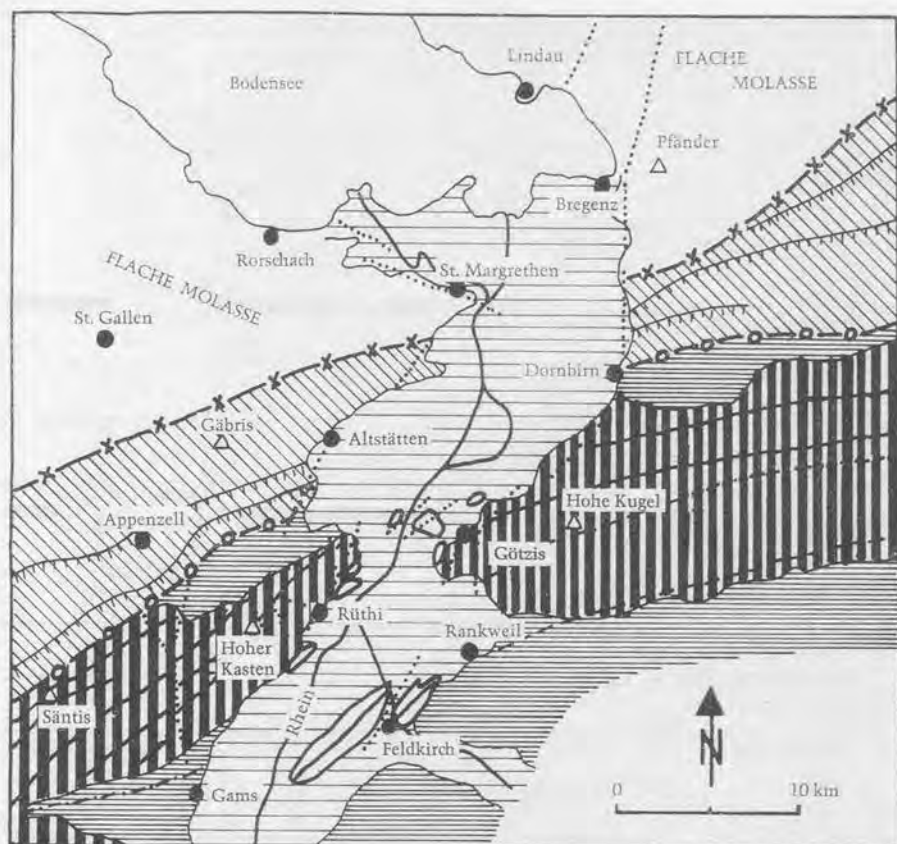 Lindau
FLACHE
MOLASSE
Bodensee
Pfänder
Bregenz
Rorschach
St. Margrethen
FLACHE MOLASSE
St. Gallen
Dornbirn
Gäbris
Altstätten
Hohe Kugel
Appenzell
Götzis
Rüthi
Rankweil
Hoher
Kasten
Säntis
Rhein
N
Feldkirch
Gams
0 10 km